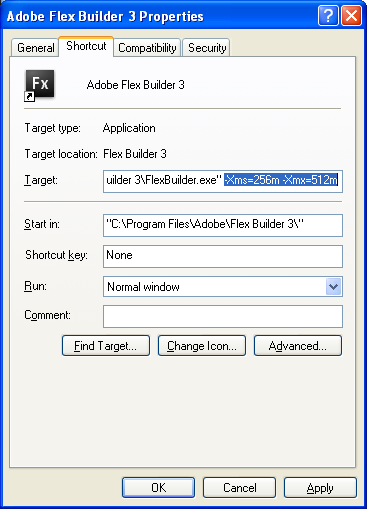 Adobe Flex Builder 3 Properties
General Shortcut Compatibility Security
Fx Adobe Flex Builder 3
Target type: Application
Target location: Flex Builder 3
Target: uilder 3\FlexBuilder.exe" -Xms=256m -Xmx=512m
Start in: "C:\Program Files\Adobe\Flex Builder 3\"
Shortcut key: None
Run: Normal window
Comment:
Find Target... Change Icon... Advanced...
OK Cancel Apply